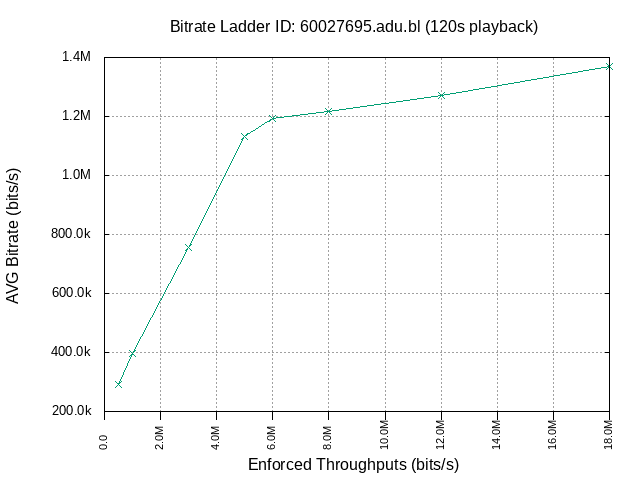 Bitrate Ladder ID: 60027695.adu.bl (120s playback)
1.4M
1.2M
1.0M
800.0k
600.0k
400.0k
200.0k
AVG Bitrate (bits/s)
0.0
2.0M
4.0M
6.0M
8.0M
10.0M
12.0M
14.0M
16.0M
18.0M
Enforced Throughputs (bits/s)